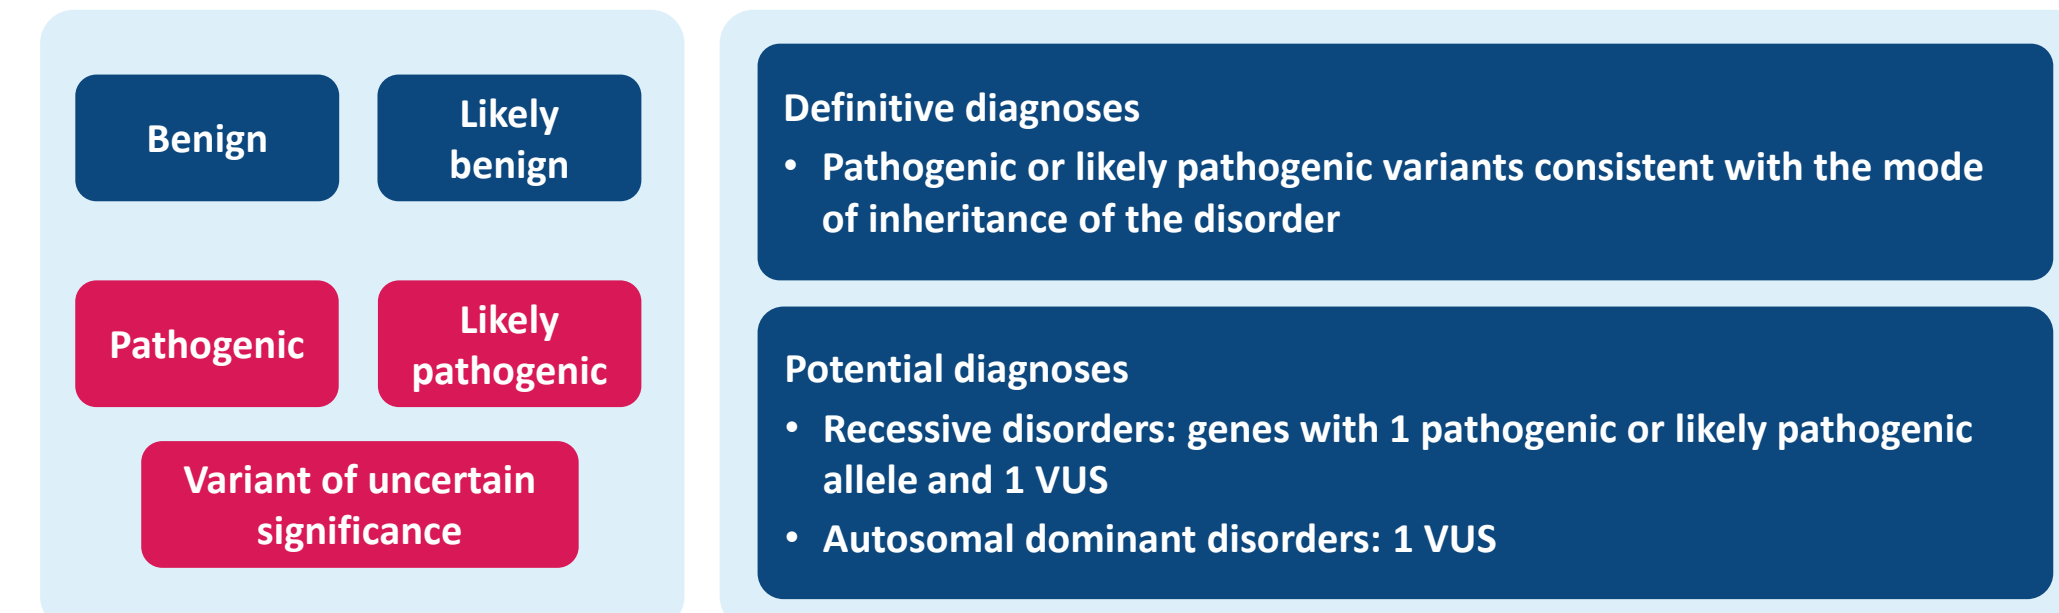 Benign
Likely
benign
Pathogenic
Likely
pathogenic
Variant of uncertain
significance
Definitive diagnoses
• Pathogenic or likely pathogenic variants consistent with the mode
of inheritance of the disorder
Potential diagnoses
• Recessive disorders: genes with 1 pathogenic or likely pathogenic
allele and 1 VUS
• Autosomal dominant disorders: 1 VUS